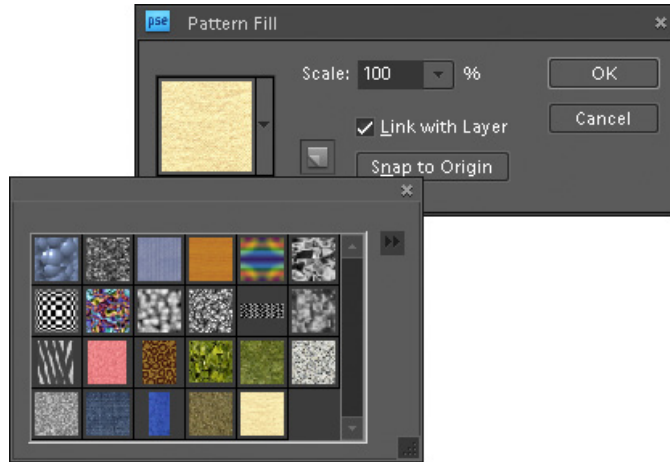 pse Pattern Fill
Scale: 100 % OK
Link with Layer Cancel
Snap to Origin